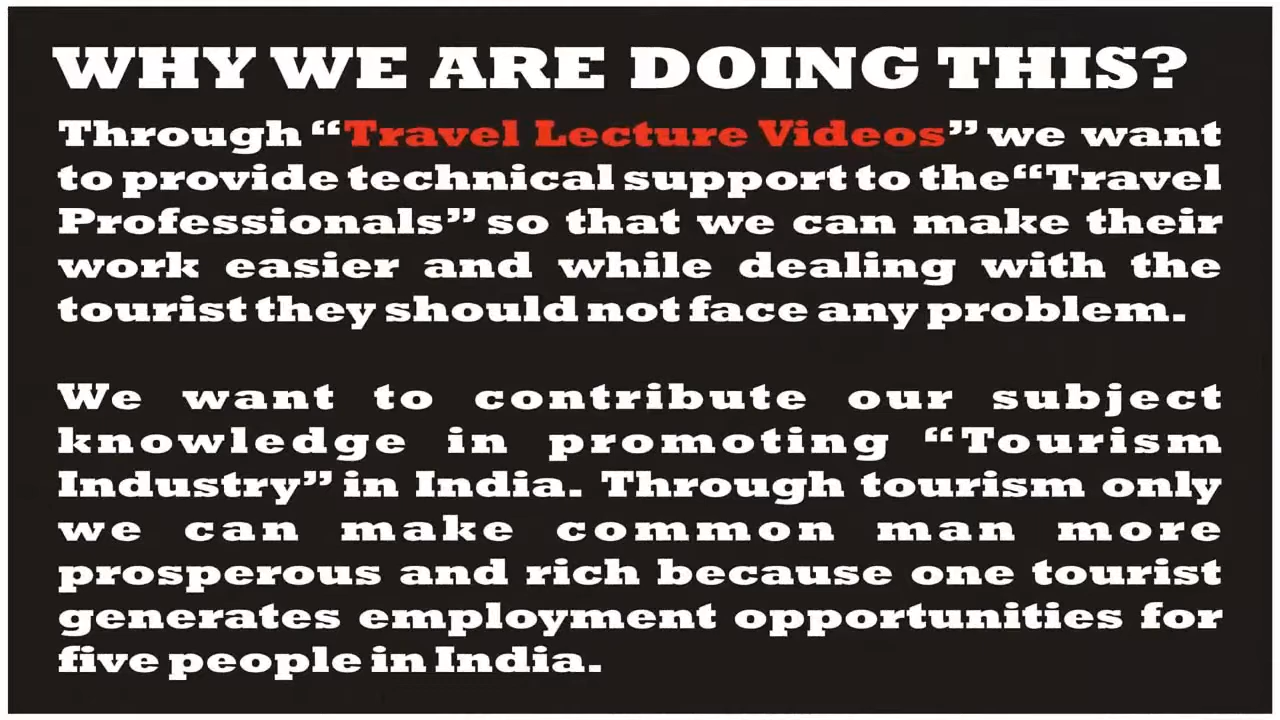 WHY WE ARE DOING THIS?
Through “Travel Lecture Videos” we want
to provide technical support to the“Travel
Professionals” so that we can make their
work easier and while dealing with the
tourist they should not face any problem.
We want to contribute our subject
knowledge in promoting “Tourism
Industry” in India. Through tourism only
we can make common man more
prosperous and rich because one tourist
generates employment opportunities for
five people in India.